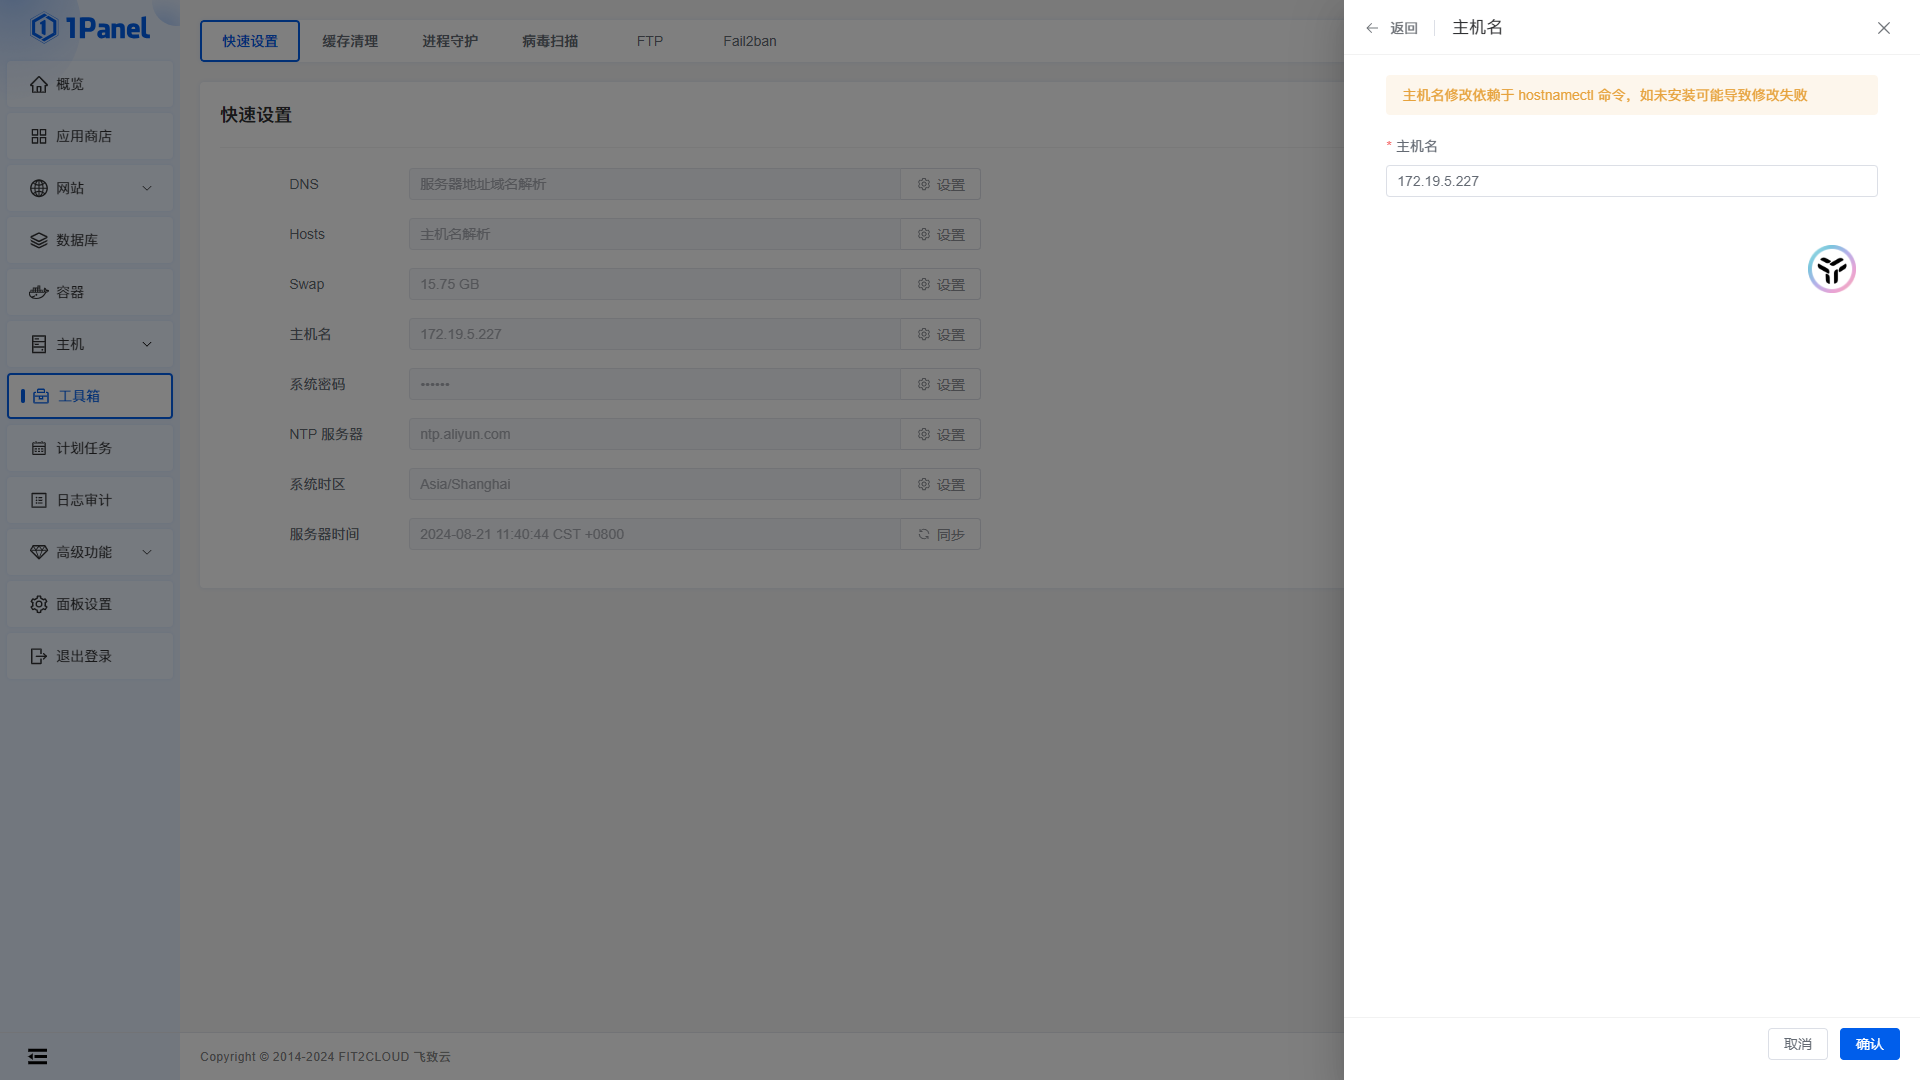 1Panel
概览
应用商店
网站
数据库
容器
主机
工具箱
计划任务
日志审计
高级功能
面板设置
退出登录
快速设置 缓存清理 进程守护 病毒扫描 FTP Fail2ban
快速设置
DNS 服务器地址域名解析 设置
Hosts 主机名解析 设置
Swap 15.75 GB 设置
主机名 172.19.5.227 设置
系统密码 •••••• 设置
NTP 服务器 ntp.aliyun.com 设置
系统时区 Asia/Shanghai 设置
服务器时间 2024-08-21 11:40:44 CST +0800 同步
Copyright © 2014-2024 FIT2CLOUD 飞致云
返回 主机名
主机名修改依赖于 hostnamectl 命令，如未安装可能导致修改失败
* 主机名
172.19.5.227
取消 确认